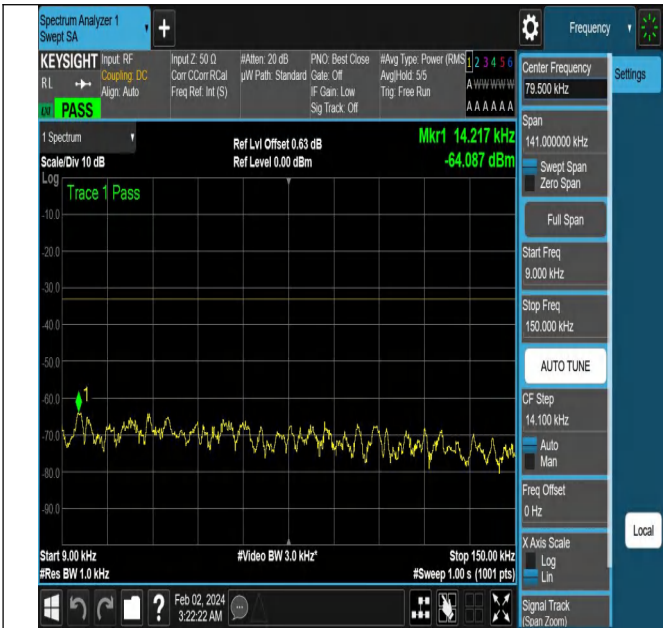 Spectrum Analyzer 1
Swept SA
+
Frequency
KEYSIGHT
RL
LXI
PASS
Input: RF
Coupling: DC
Align: Auto
Input Z: 50 Ω
Corr CCorr RCal
Freq Ref: Int (S)
#Atten: 20 dB
µW Path: Standard
PNO: Best Close
Gate: Off
IF Gain: Low
Sig Track: Off
#Avg Type: Power (RMS
Avg|Hold: 5/5
Trig: Free Run
1 2 3 4 5 6
A W W W W W
A A A A A A
1 Spectrum
Scale/Div 10 dB
Log
Ref Lvl Offset 0.63 dB
Ref Level 0.00 dBm
Mkr1 14.217 kHz
-64.087 dBm
Trace 1 Pass
-10.0
-20.0
-30.0
-40.0
-50.0
-60.0
-70.0
-80.0
-90.0
1
Start 9.00 kHz
#Res BW 1.0 kHz
#Video BW 3.0 kHz*
Stop 150.00 kHz
#Sweep 1.00 s (1001 pts)
Center Frequency
79.500 kHz
Settings
Span
141.000000 kHz
Swept Span
Zero Span
Full Span
Start Freq
9.000 kHz
Stop Freq
150.000 kHz
AUTO TUNE
CF Step
14.100 kHz
Auto
Man
Freq Offset
0 Hz
X Axis Scale
Log
Lin
Local
Signal Track
(Span Zoom)
?
Feb 02, 2024
3:22:22 AM